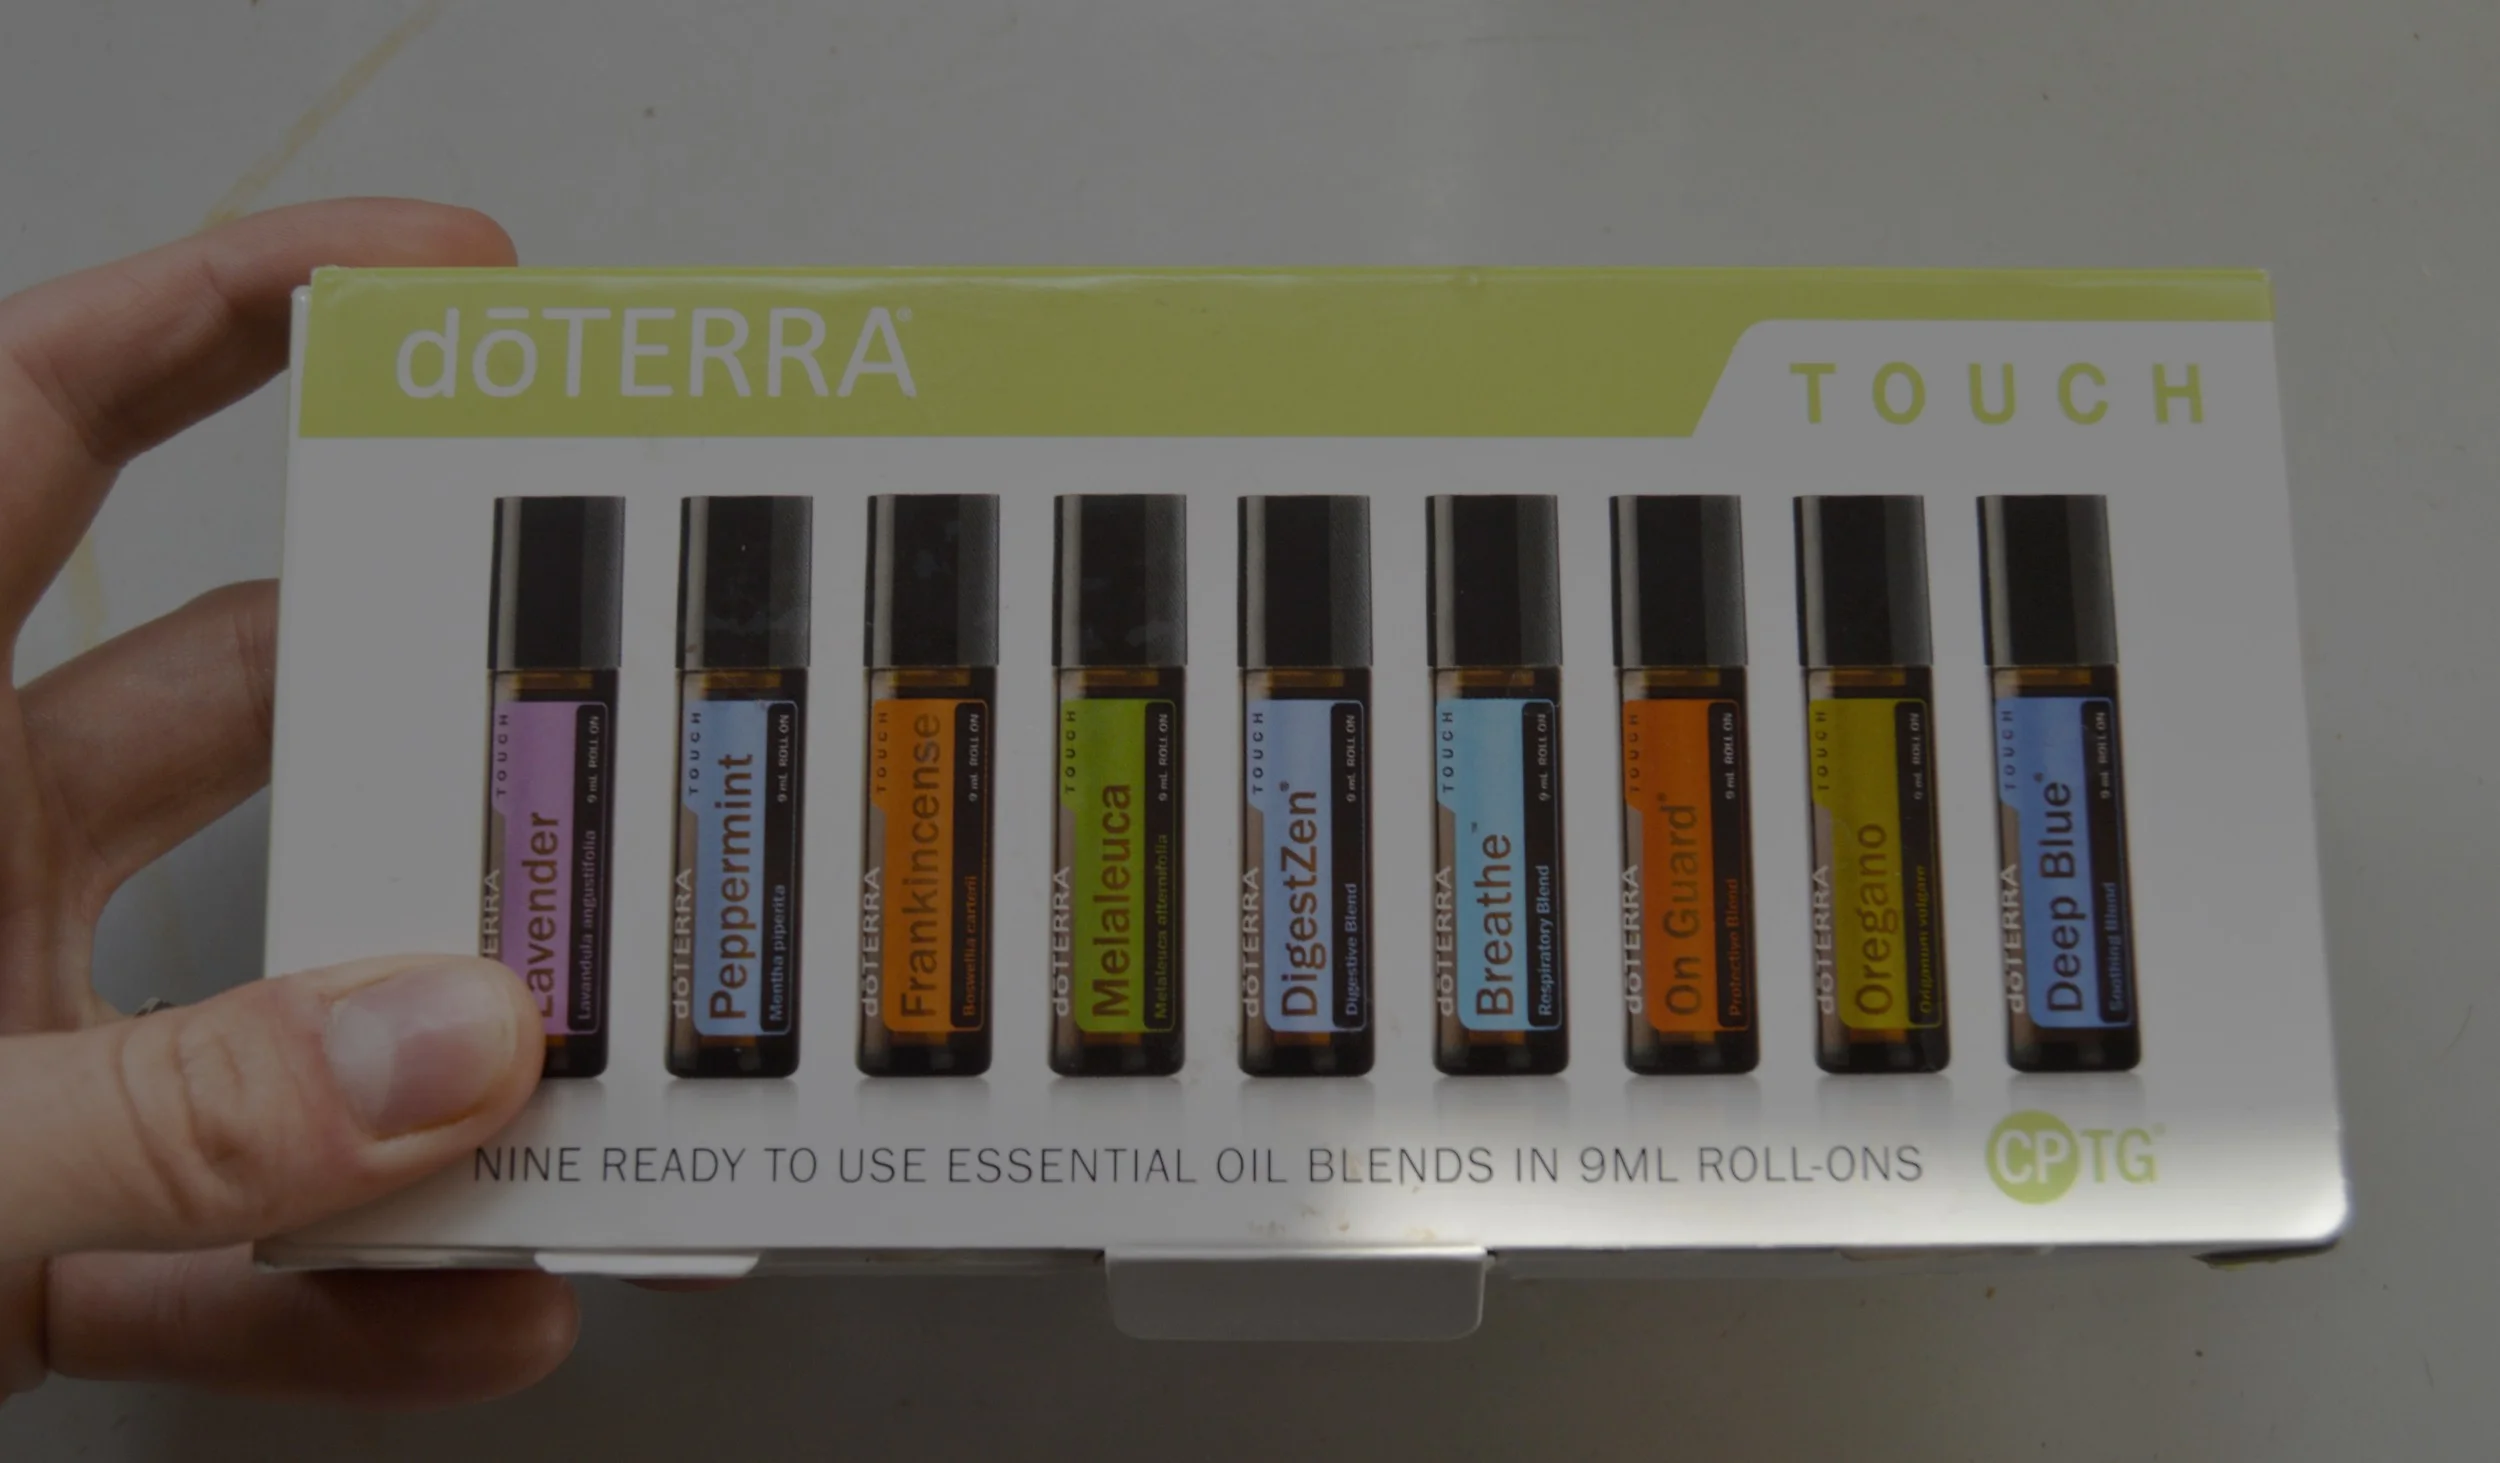 dōTERRA®
TOUCH
TOUCH
9 mL ROLL ON
Lavender
Lavandula angustifolia
TERRA
TOUCH
9 mL ROLL ON
Peppermint
Mentha piperita
dōTERRA
TOUCH
9 mL ROLL ON
Frankincense
Boswellia carterii
dōTERRA
TOUCH
9 mL ROLL ON
Melaleuca
Melaleuca alternifolia
dōTERRA
TOUCH
9 mL ROLL ON
DigestZen®
Digestive Blend
dōTERRA
TOUCH
9 mL ROLL ON
Breathe™
Respiratory Blend
dōTERRA
TOUCH
9 mL ROLL ON
On Guard®
Protective Blend
dōTERRA
TOUCH
9 mL ROLL ON
Oregano
Origanum vulgare
dōTERRA
TOUCH
9 mL ROLL ON
Deep Blue®
Soothing Blend
dōTERRA
NINE READY TO USE ESSENTIAL OIL BLENDS IN 9ML ROLL-ONS
CPTG®